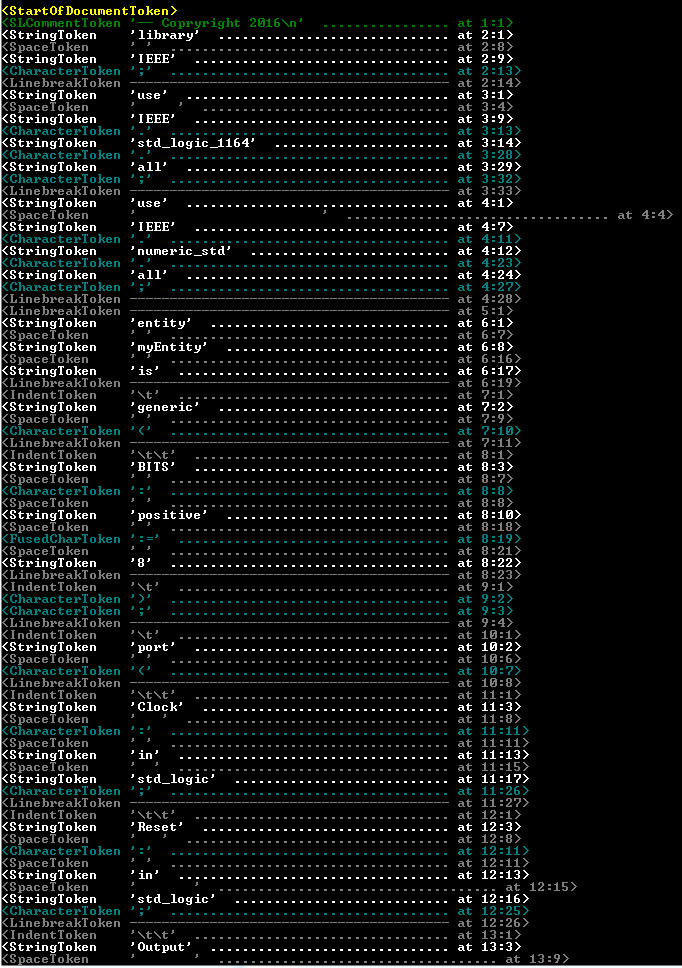 <StartOfDocumentToken>
<SLCommentToken '-- Copryright 2016\n' ................ at 1:1>
<StringToken 'library' ............................. at 2:1>
<SpaceToken ' ' .................................. at 2:8>
<StringToken 'IEEE' ................................ at 2:9>
<CharacterToken ';' ................................... at 2:13>
<LinebreakToken ---------------------------------------- at 2:14>
<StringToken 'use' ................................. at 3:1>
<SpaceToken ' ' .............................. at 3:4>
<StringToken 'IEEE' ................................ at 3:9>
<CharacterToken '.' ................................... at 3:13>
<StringToken 'std_logic_1164' ...................... at 3:14>
<CharacterToken '.' ................................... at 3:28>
<StringToken 'all' ................................. at 3:29>
<CharacterToken ';' ................................... at 3:32>
<LinebreakToken ---------------------------------------- at 3:33>
<StringToken 'use' ................................. at 4:1>
<SpaceToken ' ' ................................. at 4:4>
<StringToken 'IEEE' ................................ at 4:7>
<CharacterToken '.' ................................... at 4:11>
<StringToken 'numeric_std' ......................... at 4:12>
<CharacterToken '.' ................................... at 4:23>
<StringToken 'all' ................................. at 4:24>
<CharacterToken ';' ................................... at 4:27>
<LinebreakToken ---------------------------------------- at 4:28>
<LinebreakToken ---------------------------------------- at 5:1>
<StringToken 'entity' .............................. at 6:1>
<SpaceToken ' ' ................................... at 6:7>
<StringToken 'myEntity' ............................ at 6:8>
<SpaceToken ' ' ................................... at 6:16>
<StringToken 'is' .................................. at 6:17>
<LinebreakToken ---------------------------------------- at 6:19>
<IndentToken '\t' .................................. at 7:1>
<StringToken 'generic' ............................. at 7:2>
<SpaceToken ' ' ................................... at 7:9>
<CharacterToken '(' ................................... at 7:10>
<LinebreakToken ---------------------------------------- at 7:11>
<IndentToken '\t\t' ................................ at 8:1>
<StringToken 'BITS' ................................ at 8:3>
<SpaceToken ' ' ................................... at 8:7>
<CharacterToken ':' ................................... at 8:8>
<SpaceToken ' ' ................................... at 8:8>
<StringToken 'positive' ............................ at 8:10>
<SpaceToken ' ' ................................... at 8:18>
<FusedCharToken ':=' .................................. at 8:19>
<SpaceToken ' ' ................................... at 8:21>
<StringToken '8' ................................... at 8:22>
<LinebreakToken ---------------------------------------- at 8:23>
<IndentToken '\t' .................................. at 9:1>
<CharacterToken ')' ................................... at 9:2>
<CharacterToken ';' ................................... at 9:3>
<LinebreakToken ---------------------------------------- at 9:4>
<IndentToken '\t' .................................. at 10:1>
<StringToken 'port' ................................ at 10:2>
<SpaceToken ' ' ................................... at 10:6>
<CharacterToken '(' ................................... at 10:7>
<LinebreakToken ---------------------------------------- at 10:8>
<IndentToken '\t\t' ................................ at 11:1>
<StringToken 'Clock' ............................... at 11:3>
<SpaceToken ' ' ................................. at 11:8>
<CharacterToken ':' ................................... at 11:11>
<SpaceToken ' ' ................................... at 11:11>
<StringToken 'in' .................................. at 11:13>
<SpaceToken ' ' ................................... at 11:15>
<StringToken 'std_logic' ........................... at 11:17>
<CharacterToken ';' ................................... at 11:26>
<LinebreakToken ---------------------------------------- at 11:27>
<IndentToken '\t\t' ................................ at 12:1>
<StringToken 'Reset' ............................... at 12:3>
<SpaceToken ' ' ................................. at 12:8>
<CharacterToken ':' ................................... at 12:11>
<SpaceToken ' ' ................................... at 12:11>
<StringToken 'in' .................................. at 12:13>
<SpaceToken ' ' ................................... at 12:15>
<StringToken 'std_logic' ........................... at 12:16>
<CharacterToken ';' ................................... at 12:25>
<LinebreakToken ---------------------------------------- at 12:26>
<IndentToken '\t\t' ................................ at 13:1>
<StringToken 'Output' .............................. at 13:3>
<SpaceToken ' ' ................................... at 13:9>